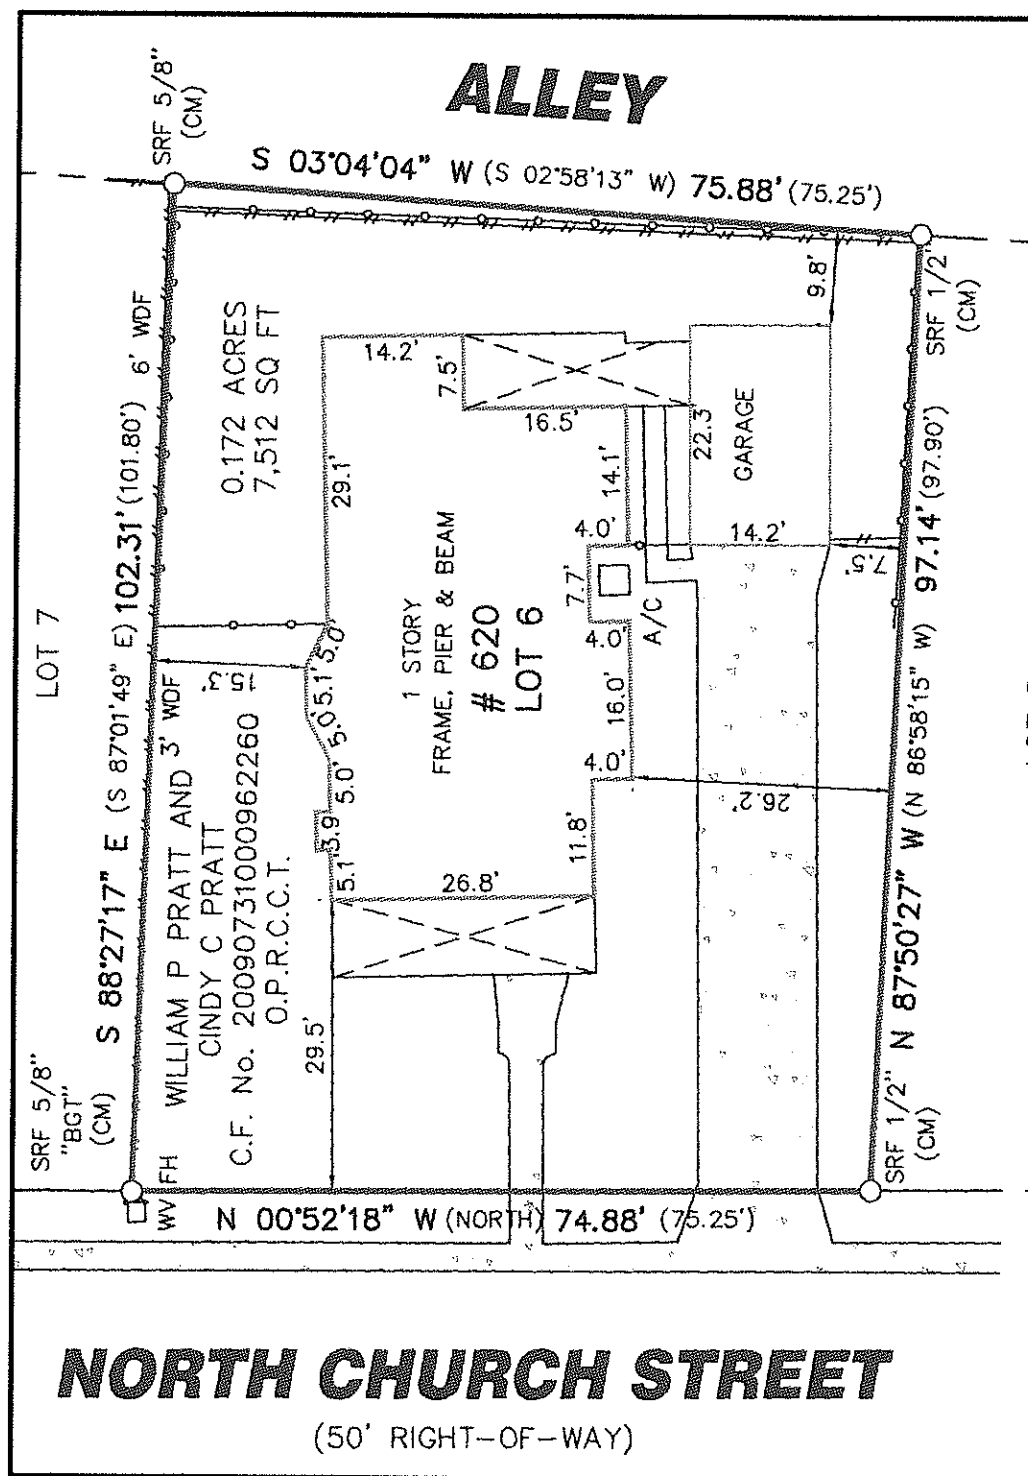 ALLEY
SRF 5/8"
(CM)
S 03°04'04" W (S 02°58'13" W) 75.88' (75.25')
SRF 1/2"
(CM)
9.8'
6' WDF
0.172 ACRES
7,512 SQ FT
14.2'
7.5'
16.5'
22.3
GARAGE
29.1'
14.1'
4.0'
14.2'
7.5'
7.7'
A/C
4.0'
1 STORY
FRAME, PIER & BEAM
# 620
LOT 6
LOT 7
S 88°27'17" E (S 87°01'49" E) 102.31' (101.80')
N 87°50'27" W (N 86°58'15" W) 97.14' (97.90')
15.3'
3' WDF
5.0'
5.1'
5.0'
5.0'
3.9'
5.1'
16.0'
4.0'
26.2'
11.8'
26.8'
29.5'
WILLIAM P PRATT AND
CINDY C PRATT
C.F. No. 20090731000962260
O.P.R.C.C.T.
SRF 5/8"
"BGT"
(CM)
FH
WV
SRF 1/2"
(CM)
N 00°52'18" W (NORTH) 74.88' (75.25')
NORTH CHURCH STREET
(50' RIGHT-OF-WAY)